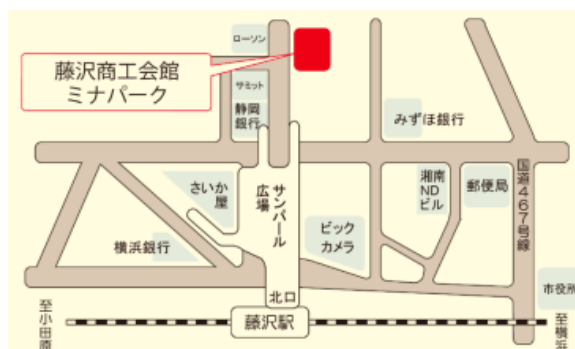 ローソン
藤沢商工会館
ミナパーク
サミット
静岡
銀行
みずほ銀行
さいか
屋
サンパール
広場
湘南
ND
ビル
郵便局
国道467号線
横浜銀行
ビック
カメラ
市役所
北口
藤沢駅
至小田原
至横浜